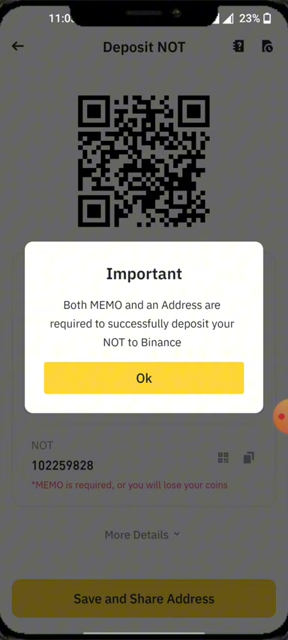 11:0
23%
Deposit NOT
Important
Both MEMO and an Address are
required to successfully deposit your
NOT to Binance
Ok
NOT
102259828
*MEMO is required, or you will lose your coins
More Details
Save and Share Address